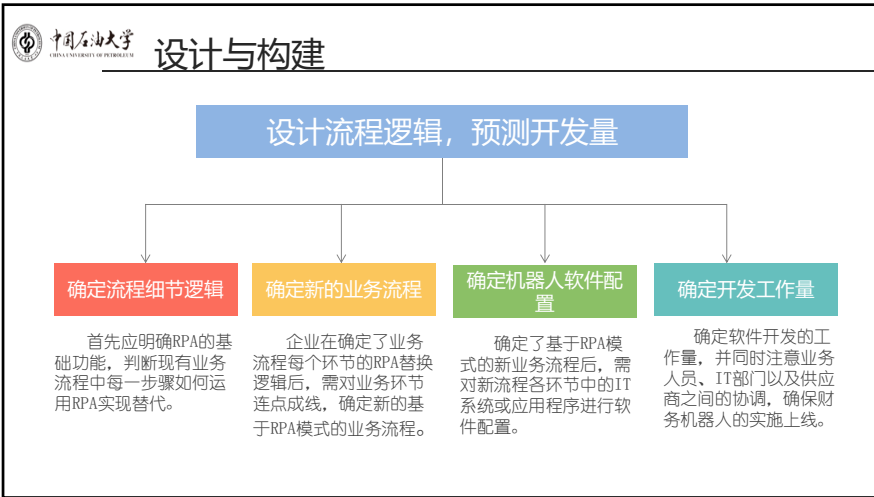 中国石油大学
CHINA UNIVERSITY OF PETROLEUM
设计与构建
设计流程逻辑，预测开发量
确定流程细节逻辑
首先应明确RPA的基
础功能，判断现有业务
流程中每一步骤如何运
用RPA实现替代。
确定新的业务流程
企业在确定了业务
流程每个环节的RPA替换
逻辑后，需对业务环节
连点成线，确定新的基
于RPA模式的业务流程。
确定机器人软件配
置
确定了基于RPA模
式的新业务流程后，需
对新流程各环节中的IT
系统或应用程序进行软
件配置。
确定开发工作量
确定软件开发的工
作量，并同时注意业务
人员、IT部门以及供应
商之间的协调，确保财
务机器人的实施上线。